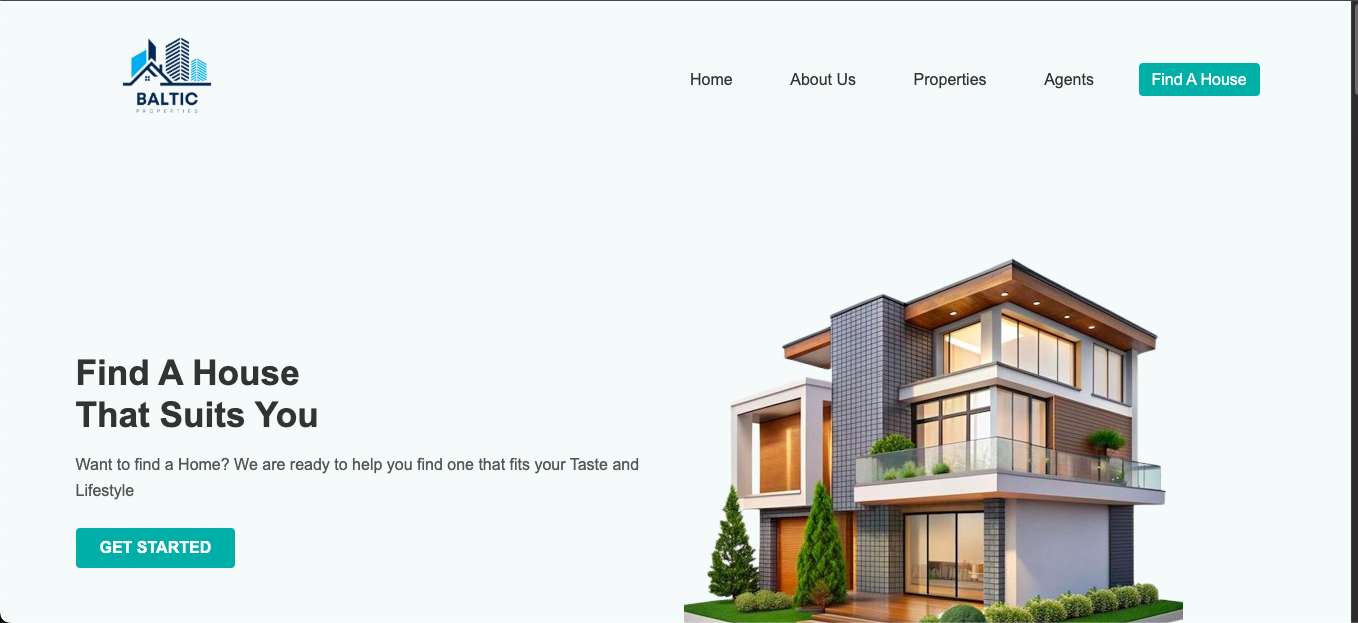 BALTIC
PROPERTIES
Home About Us Properties Agents Find A House
Find A House
That Suits You
Want to find a Home? We are ready to help you find one that fits your Taste and
Lifestyle
GET STARTED